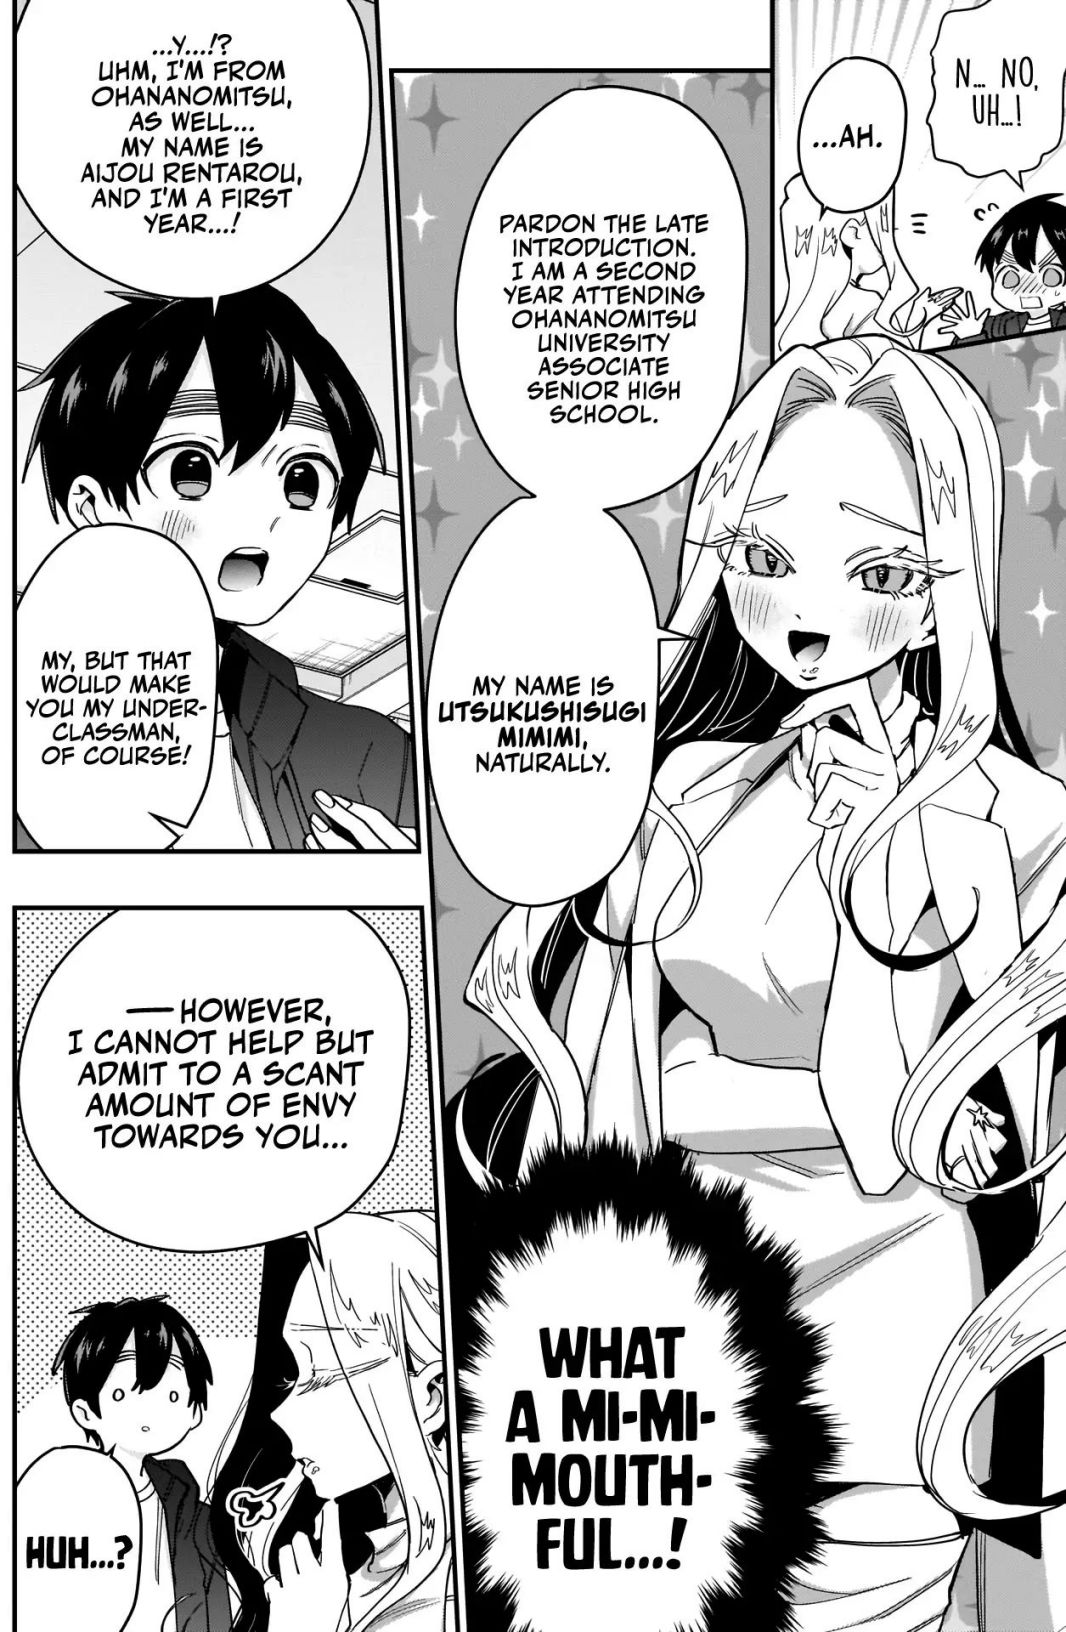 N... NO,
UH...!
...AH.
PARDON THE LATE
INTRODUCTION.
I AM A SECOND
YEAR ATTENDING
OHANANOMITSU
UNIVERSITY
ASSOCIATE
SENIOR HIGH
SCHOOL.
MY NAME IS
UTSUKUSHISUGI
MIMIMI,
NATURALLY.
WHAT
A MI-MI-
MOUTH-
FUL...!
...Y...!?
UHM, I'M FROM
OHANANOMITSU,
AS WELL...
MY NAME IS
AIJOU RENTAROU,
AND I'M A FIRST
YEAR...!
MY, BUT THAT
WOULD MAKE
YOU MY UNDER-
CLASSMAN,
OF COURSE!
— HOWEVER,
I CANNOT HELP BUT
ADMIT TO A SCANT
AMOUNT OF ENVY
TOWARDS YOU...
HUH...?